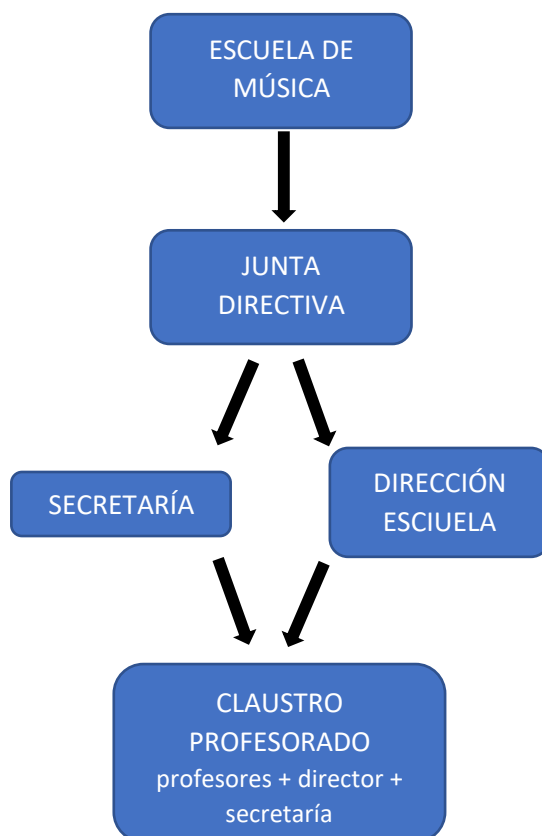 ESCUELA DE
MÚSICA
JUNTA
DIRECTIVA
SECRETARÍA
DIRECCIÓN
ESCIUELA
CLAUSTRO
PROFESORADO
profesores + director +
secretaría